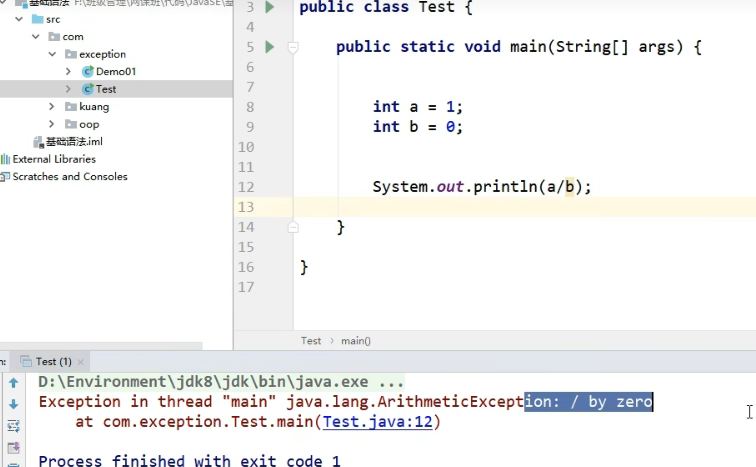 基础语法 F:\班级管理\网课班\代码\JavaSE\基
src
com
exception
Demo01
Test
kuang
oop
基础语法.iml
External Libraries
Scratches and Consoles
3 public class Test {
5 public static void main(String[] args) {
6
7
8 int a = 1;
9 int b = 0;
10
11
12 System.out.println(a/b);
13
14 }
15
16 }
17
Test › main()
n: Test (1) ×
D:\Environment\jdk8\jdk\bin\java.exe ...
Exception in thread "main" java.lang.ArithmeticException: / by zero
at com.exception.Test.main(Test.java:12)
Process finished with exit code 1